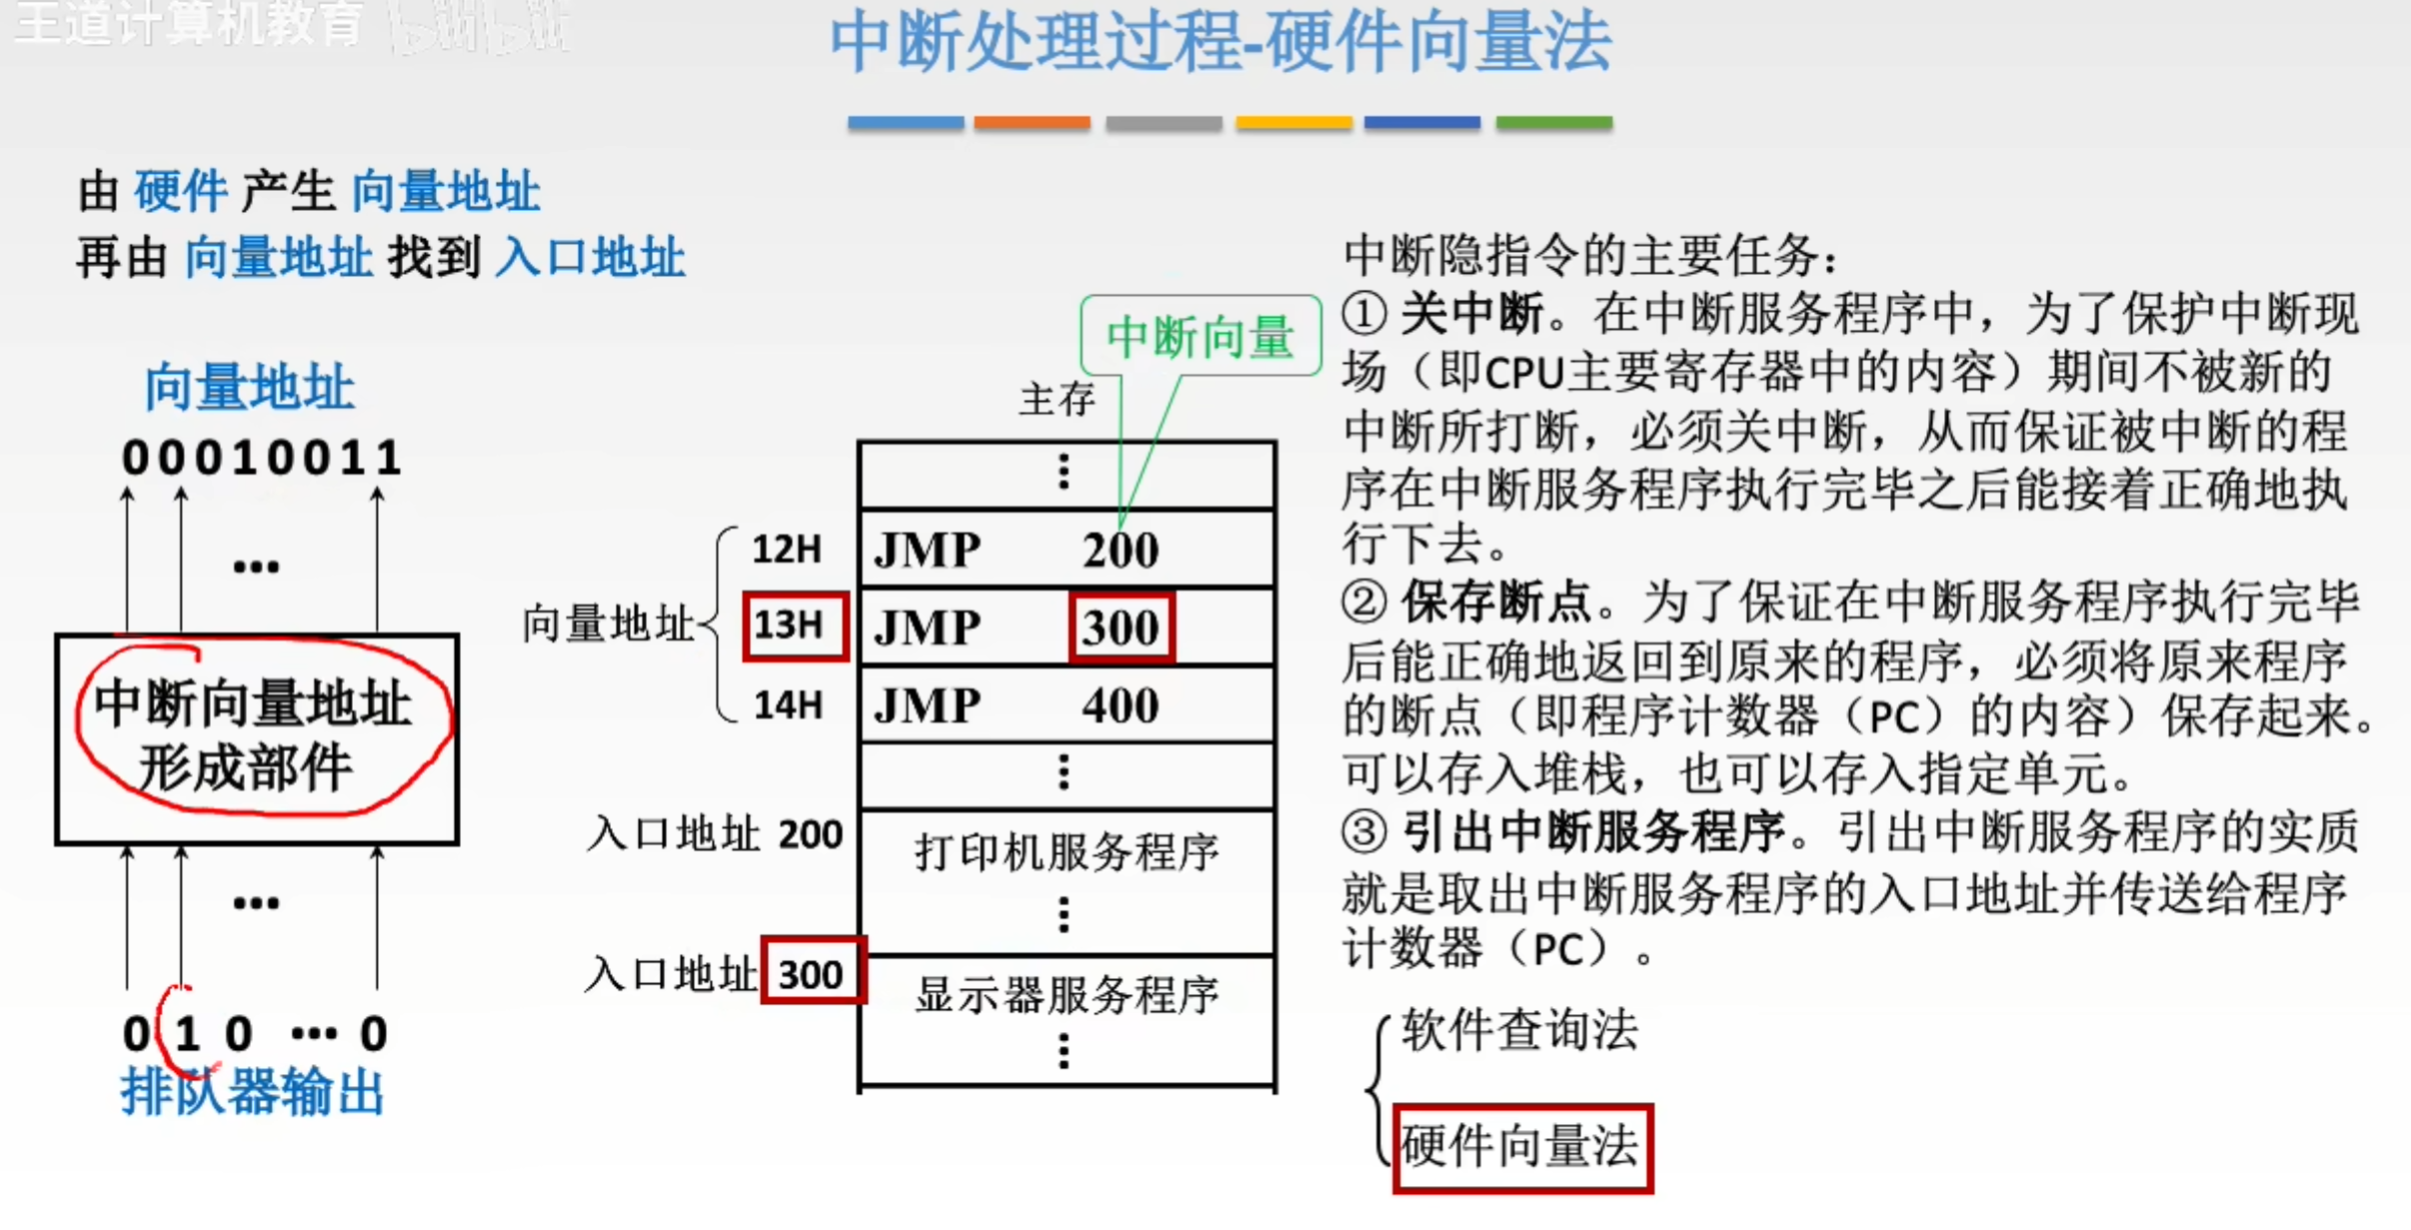 王道计算机教育 bilibili
中断处理过程-硬件向量法
由 硬件 产生 向量地址
再由 向量地址 找到 入口地址
向量地址
00010011
...
中断向量地址
形成部件
...
0 1 0 ... 0
排队器输出
中断向量
主存
⋮
向量地址
12H JMP 200
13H JMP 300
14H JMP 400
⋮
入口地址 200 打印机服务程序
⋮
入口地址 300 显示器服务程序
⋮
中断隐指令的主要任务：
① 关中断。在中断服务程序中，为了保护中断现
场（即CPU主要寄存器中的内容）期间不被新的
中断所打断，必须关中断，从而保证被中断的程
序在中断服务程序执行完毕之后能接着正确地执
行下去。
② 保存断点。为了保证在中断服务程序执行完毕
后能正确地返回到原来的程序，必须将原来程序
的断点（即程序计数器（PC）的内容）保存起来。
可以存入堆栈，也可以存入指定单元。
③ 引出中断服务程序。引出中断服务程序的实质
就是取出中断服务程序的入口地址并传送给程序
计数器（PC）。
软件查询法
硬件向量法